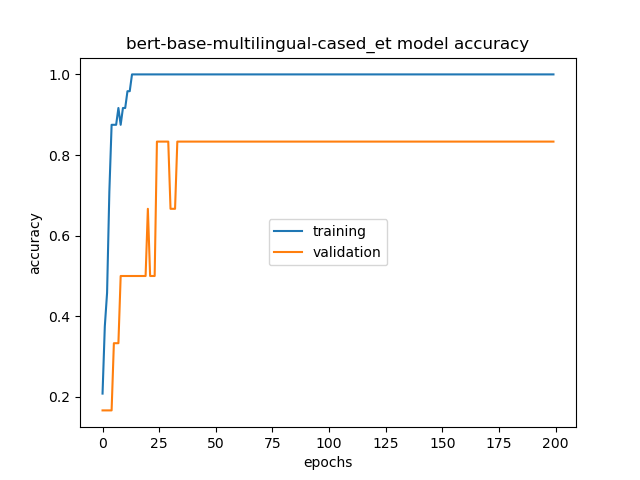 bert-base-multilingual-cased_et model accuracy
1.0
0.8
0.6
0.4
0.2
accuracy
training
validation
0 25 50 75 100 125 150 175 200
epochs